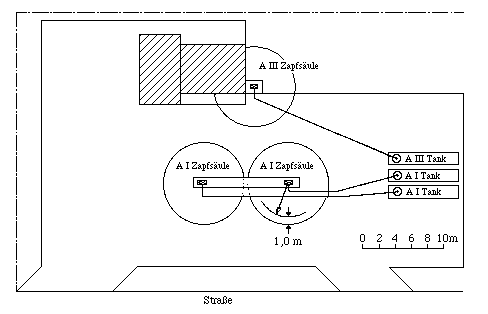 A III Zapfsäule
A I Zapfsäule A I Zapfsäule
A III Tank
A I Tank
A I Tank
1,0 m
0 2 4 6 8 10m
Straße